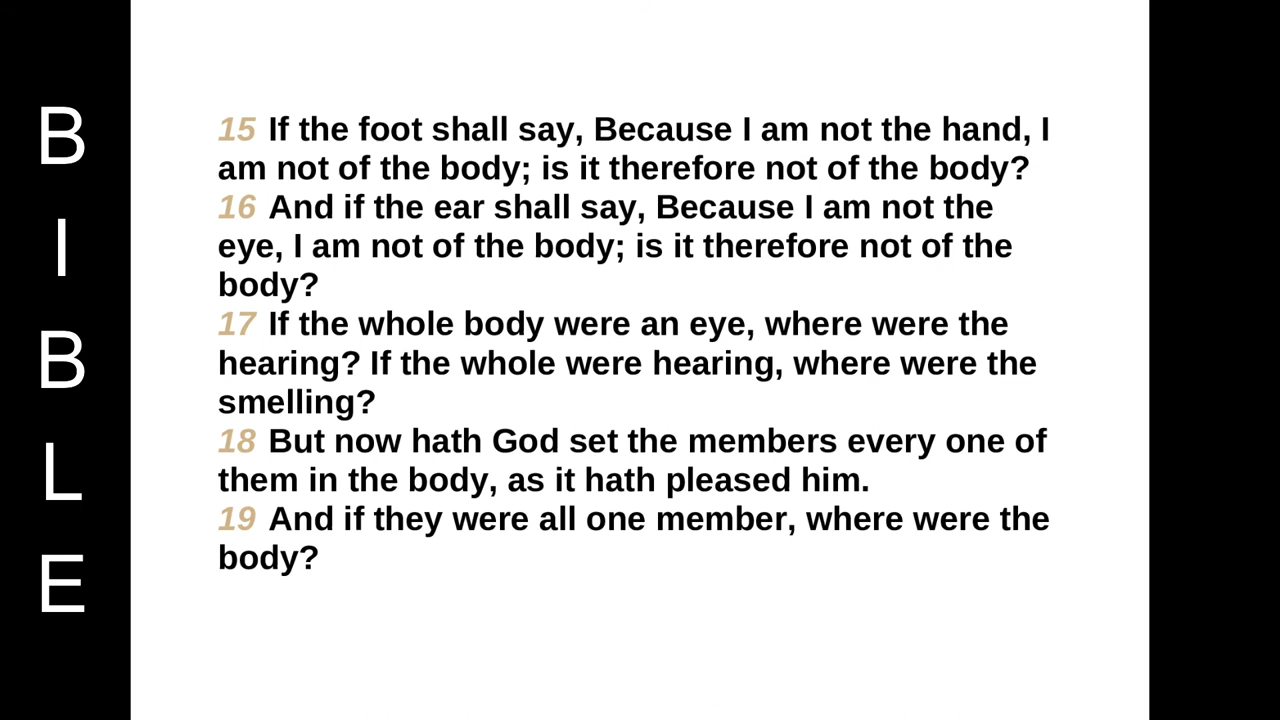 B
I
B
L
E
15 If the foot shall say, Because I am not the hand, I
am not of the body; is it therefore not of the body?
16 And if the ear shall say, Because I am not the
eye, I am not of the body; is it therefore not of the
body?
17 If the whole body were an eye, where were the
hearing? If the whole were hearing, where were the
smelling?
18 But now hath God set the members every one of
them in the body, as it hath pleased him.
19 And if they were all one member, where were the
body?